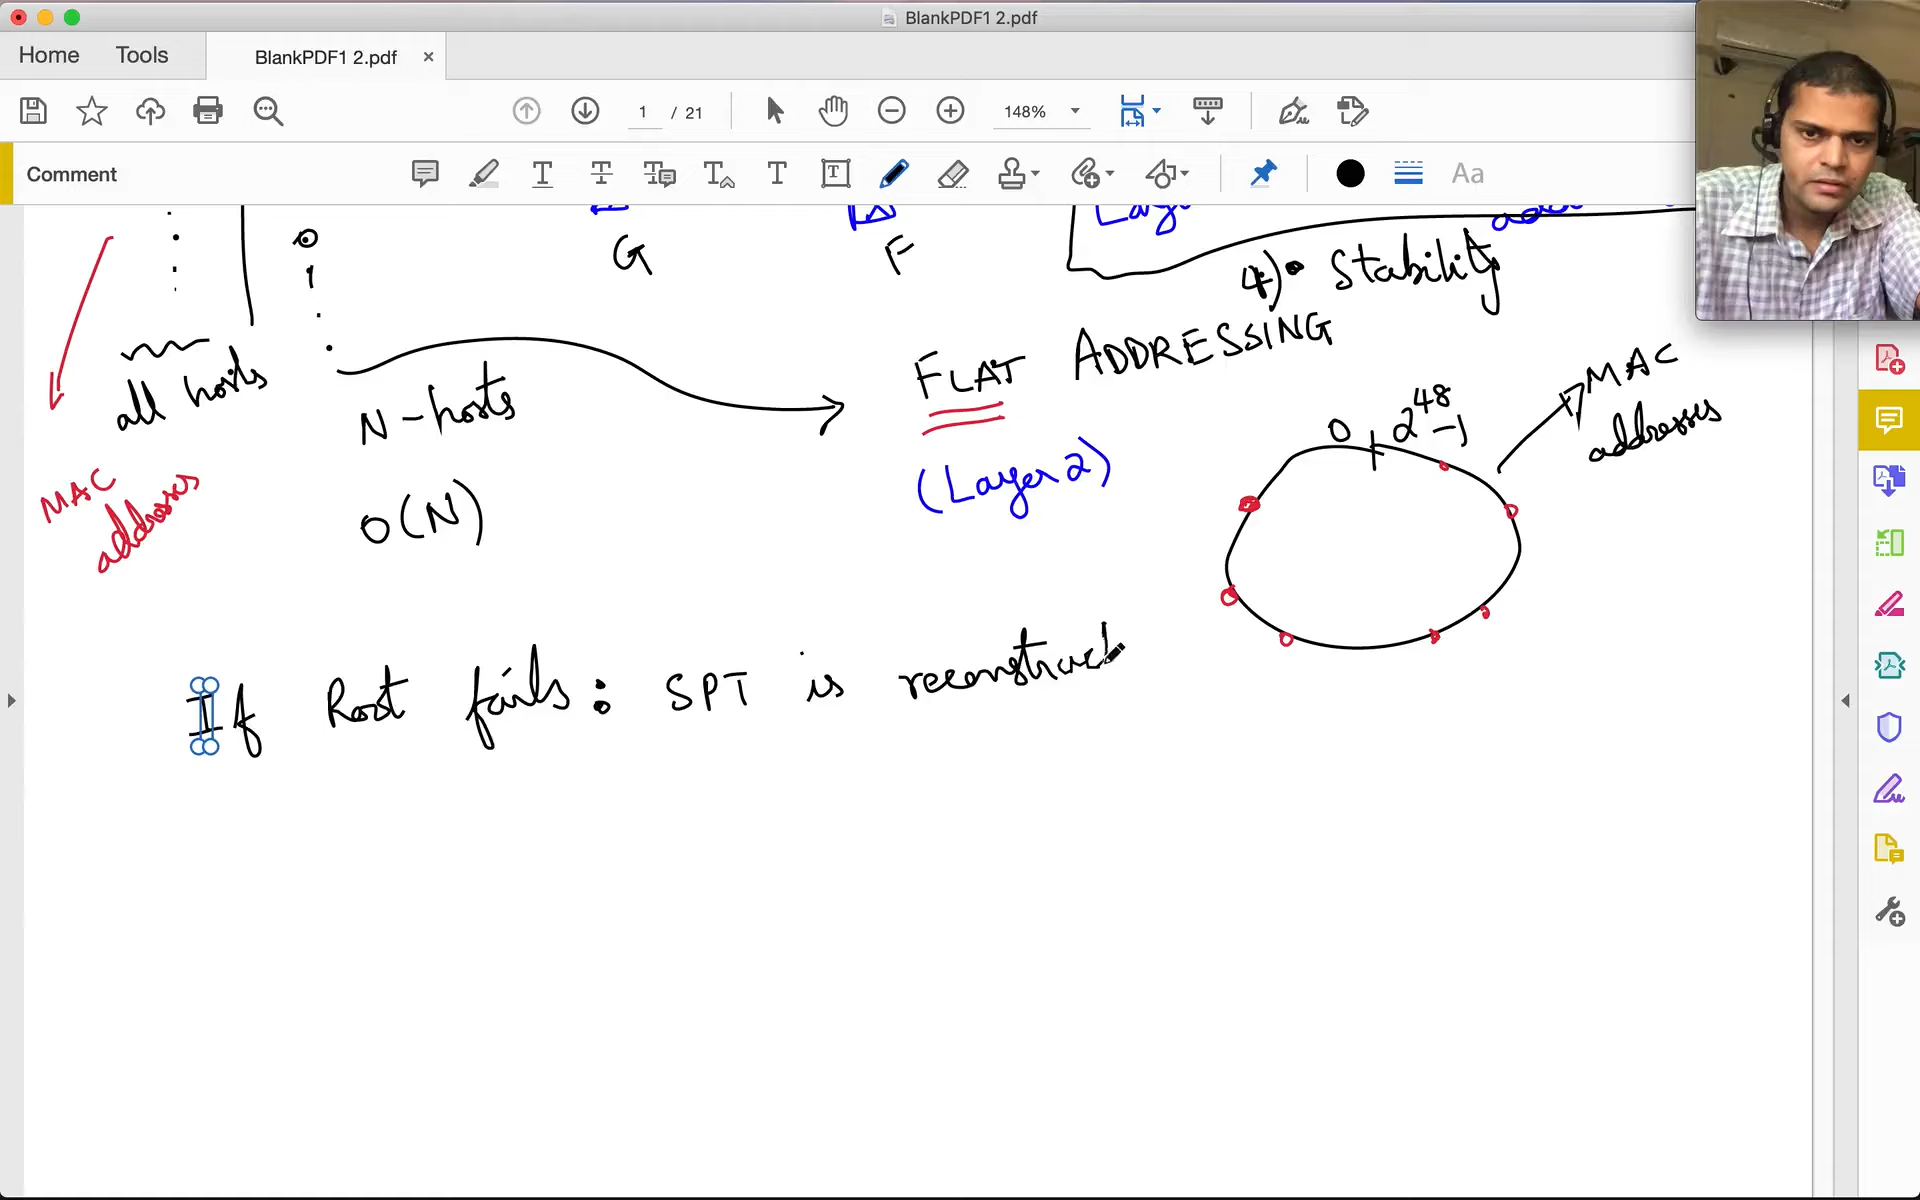 BlankPDF1 2.pdf
Home Tools BlankPDF1 2.pdf ×
1 / 21 148%
Comment Aa
G F
4) • Stability
all hosts
N - hosts
O(N)
MAC
addresses
FLAT ADDRESSING
(Layer 2)
0 2^48 -1
MAC
addresses
If Root fails : SPT is reconstruct